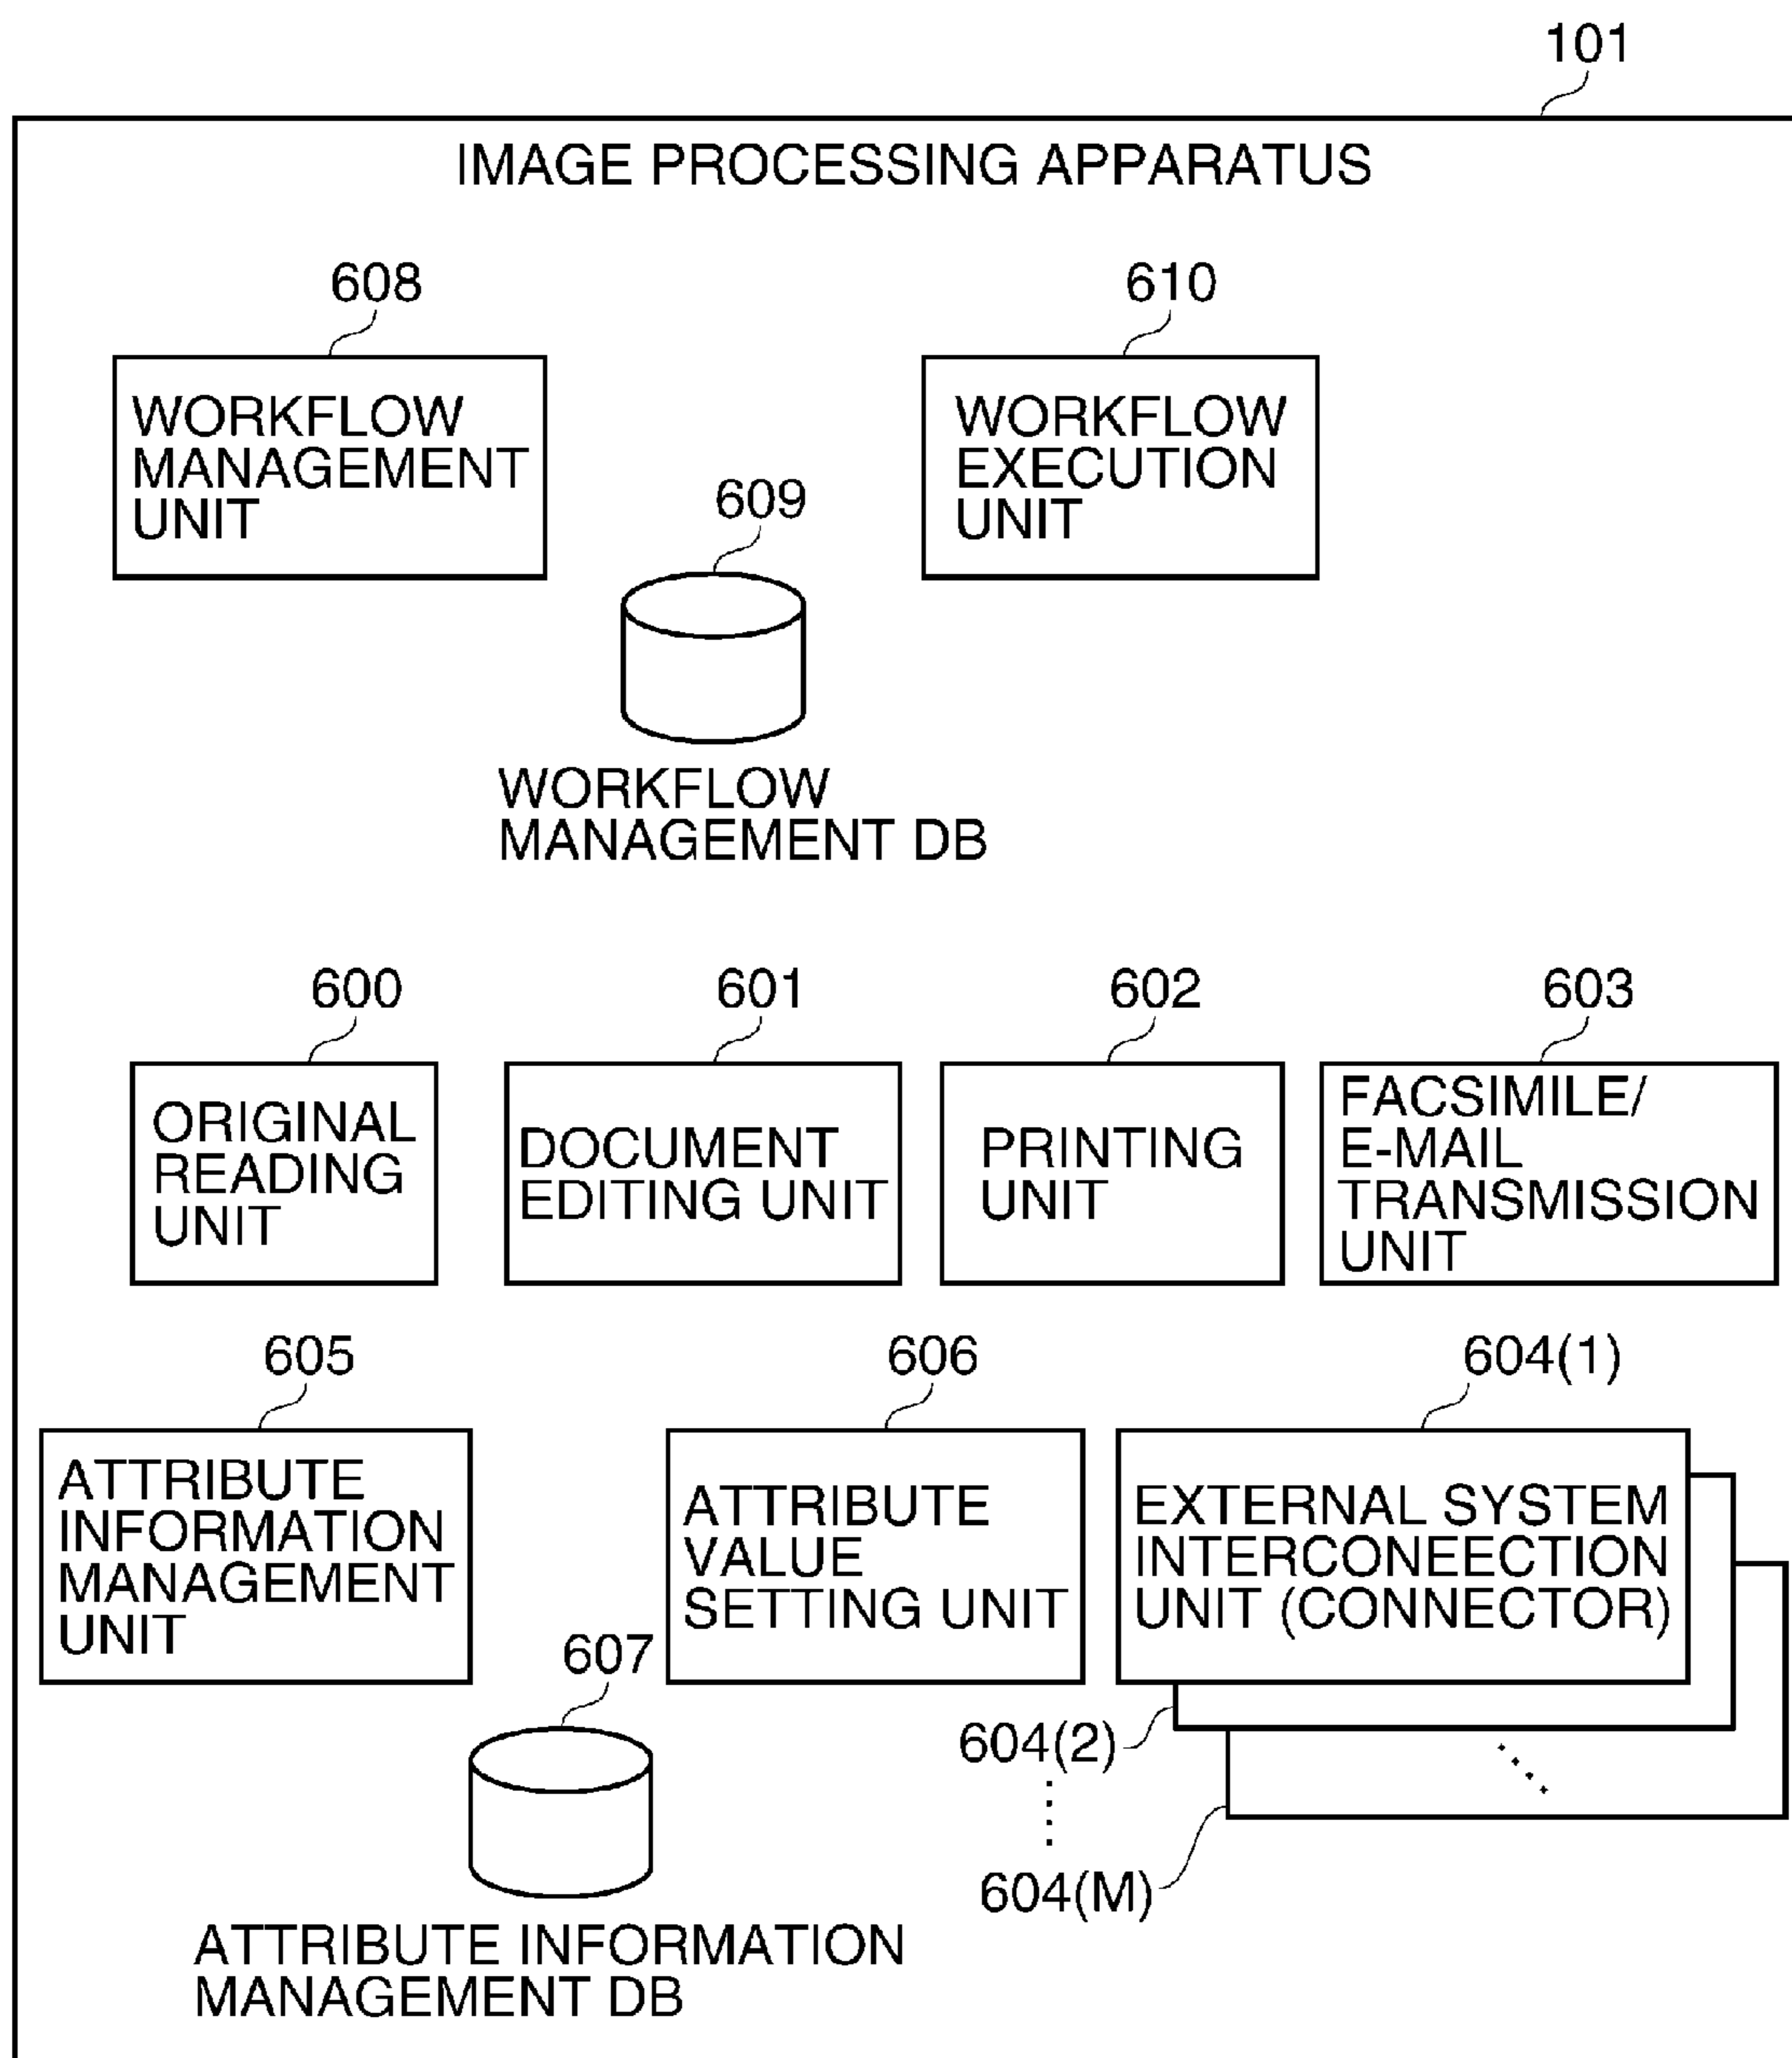 101
IMAGE PROCESSING APPARATUS
608
WORKFLOW
MANAGEMENT
UNIT
610
WORKFLOW
EXECUTION
UNIT
609
WORKFLOW
MANAGEMENT DB
600
ORIGINAL
READING
UNIT
601
DOCUMENT
EDITING UNIT
602
PRINTING
UNIT
603
FACSIMILE/
E-MAIL
TRANSMISSION
UNIT
605
ATTRIBUTE
INFORMATION
MANAGEMENT
UNIT
606
ATTRIBUTE
VALUE
SETTING UNIT
604(1)
EXTERNAL SYSTEM
INTERCONEECTION
UNIT (CONNECTOR)
604(2)
604(M)
607
ATTRIBUTE INFORMATION
MANAGEMENT DB